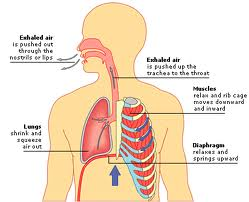 Exhaled air
is pushed out
through the
nostrils or lips
Exhaled air
is pushed up the
trachea to the throat
Muscles
relax and rib cage
moves downward
and inward
Lungs
shrink and
squeeze
air out
Diaphragm
relaxes and
springs upward